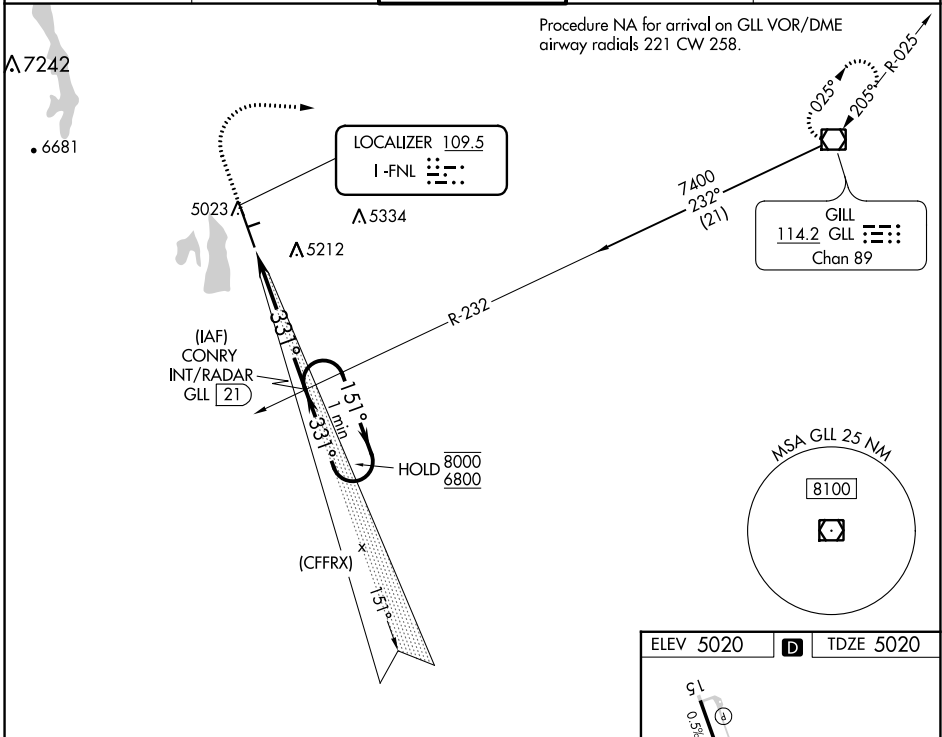 Procedure NA for arrival on GLL VOR/DME
airway radials 221 CW 258.
7242
6681
LOCALIZER 109.5
I-FNL
5023
5334
5212
R-025
025°
205°
7400
232°
(21)
GILL
114.2 GLL
Chan 89
R-232
331°
(IAF)
CONRY
INT/RADAR
GLL 21
151°
1 min
331°
HOLD 8000
6800
MSA GLL 25 NM
8100
(CFFRX)
x
151°
ELEV 5020 D TDZE 5020
15
0.5%